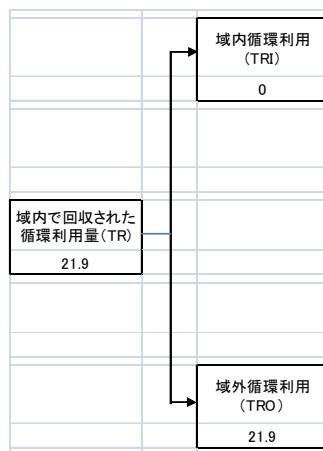 域内循環利用
(TRI)
0
域内で回収された
循環利用量(TR)
21.9
域外循環利用
(TRO)
21.9